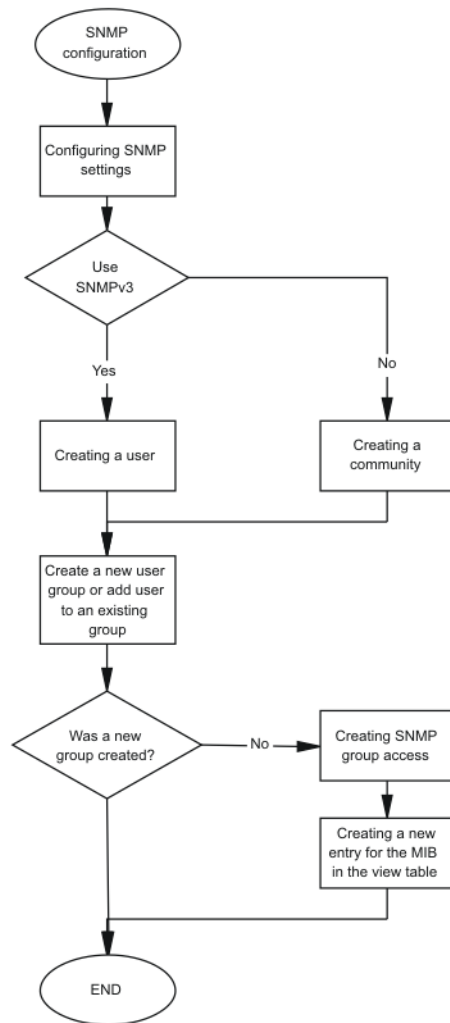 SNMP
configuration
Configuring SNMP
settings
Use
SNMPv3
Yes
No
Creating a user
Creating a
community
Create a new user
group or add user
to an existing
group
Was a new
group created?
No
Creating SNMP
group access
Creating a new
entry for the MIB
in the view table
END